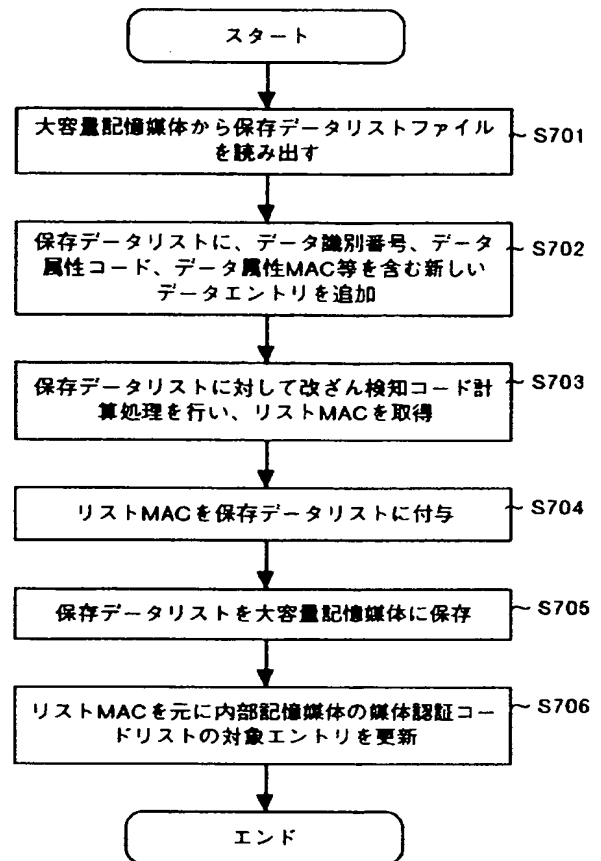 スタート
大容量記憶媒体から保存データリストファイル
を読み出す
S701
保存データリストに、データ識別番号、データ
属性コード、データ属性MAC等を含む新しい
データエントリを追加
S702
保存データリストに対して改ざん検知コード計
算処理を行い、リストMACを取得
S703
リストMACを保存データリストに付与
S704
保存データリストを大容量記憶媒体に保存
S705
リストMACを元に内部記憶媒体の媒体認証コー
ドリストの対象エントリを更新
S706
エンド